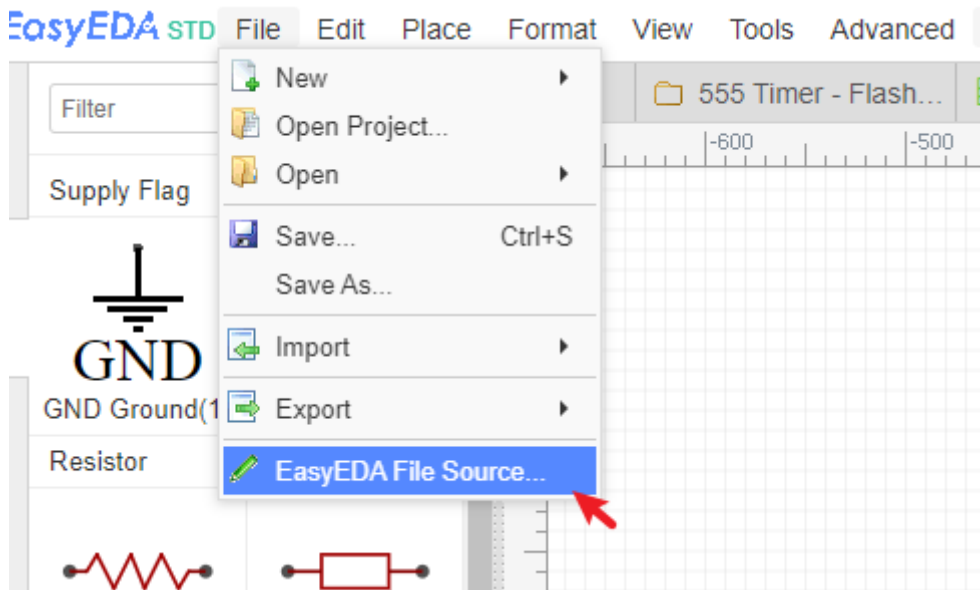 EasyEDA STD File Edit Place Format View Tools Advanced
Filter
New
555 Timer - Flash...
Open Project...
-600 -500
Supply Flag
Open
Save... Ctrl+S
Save As...
GND
Import
GND Ground(1
Export
Resistor
EasyEDA File Source...